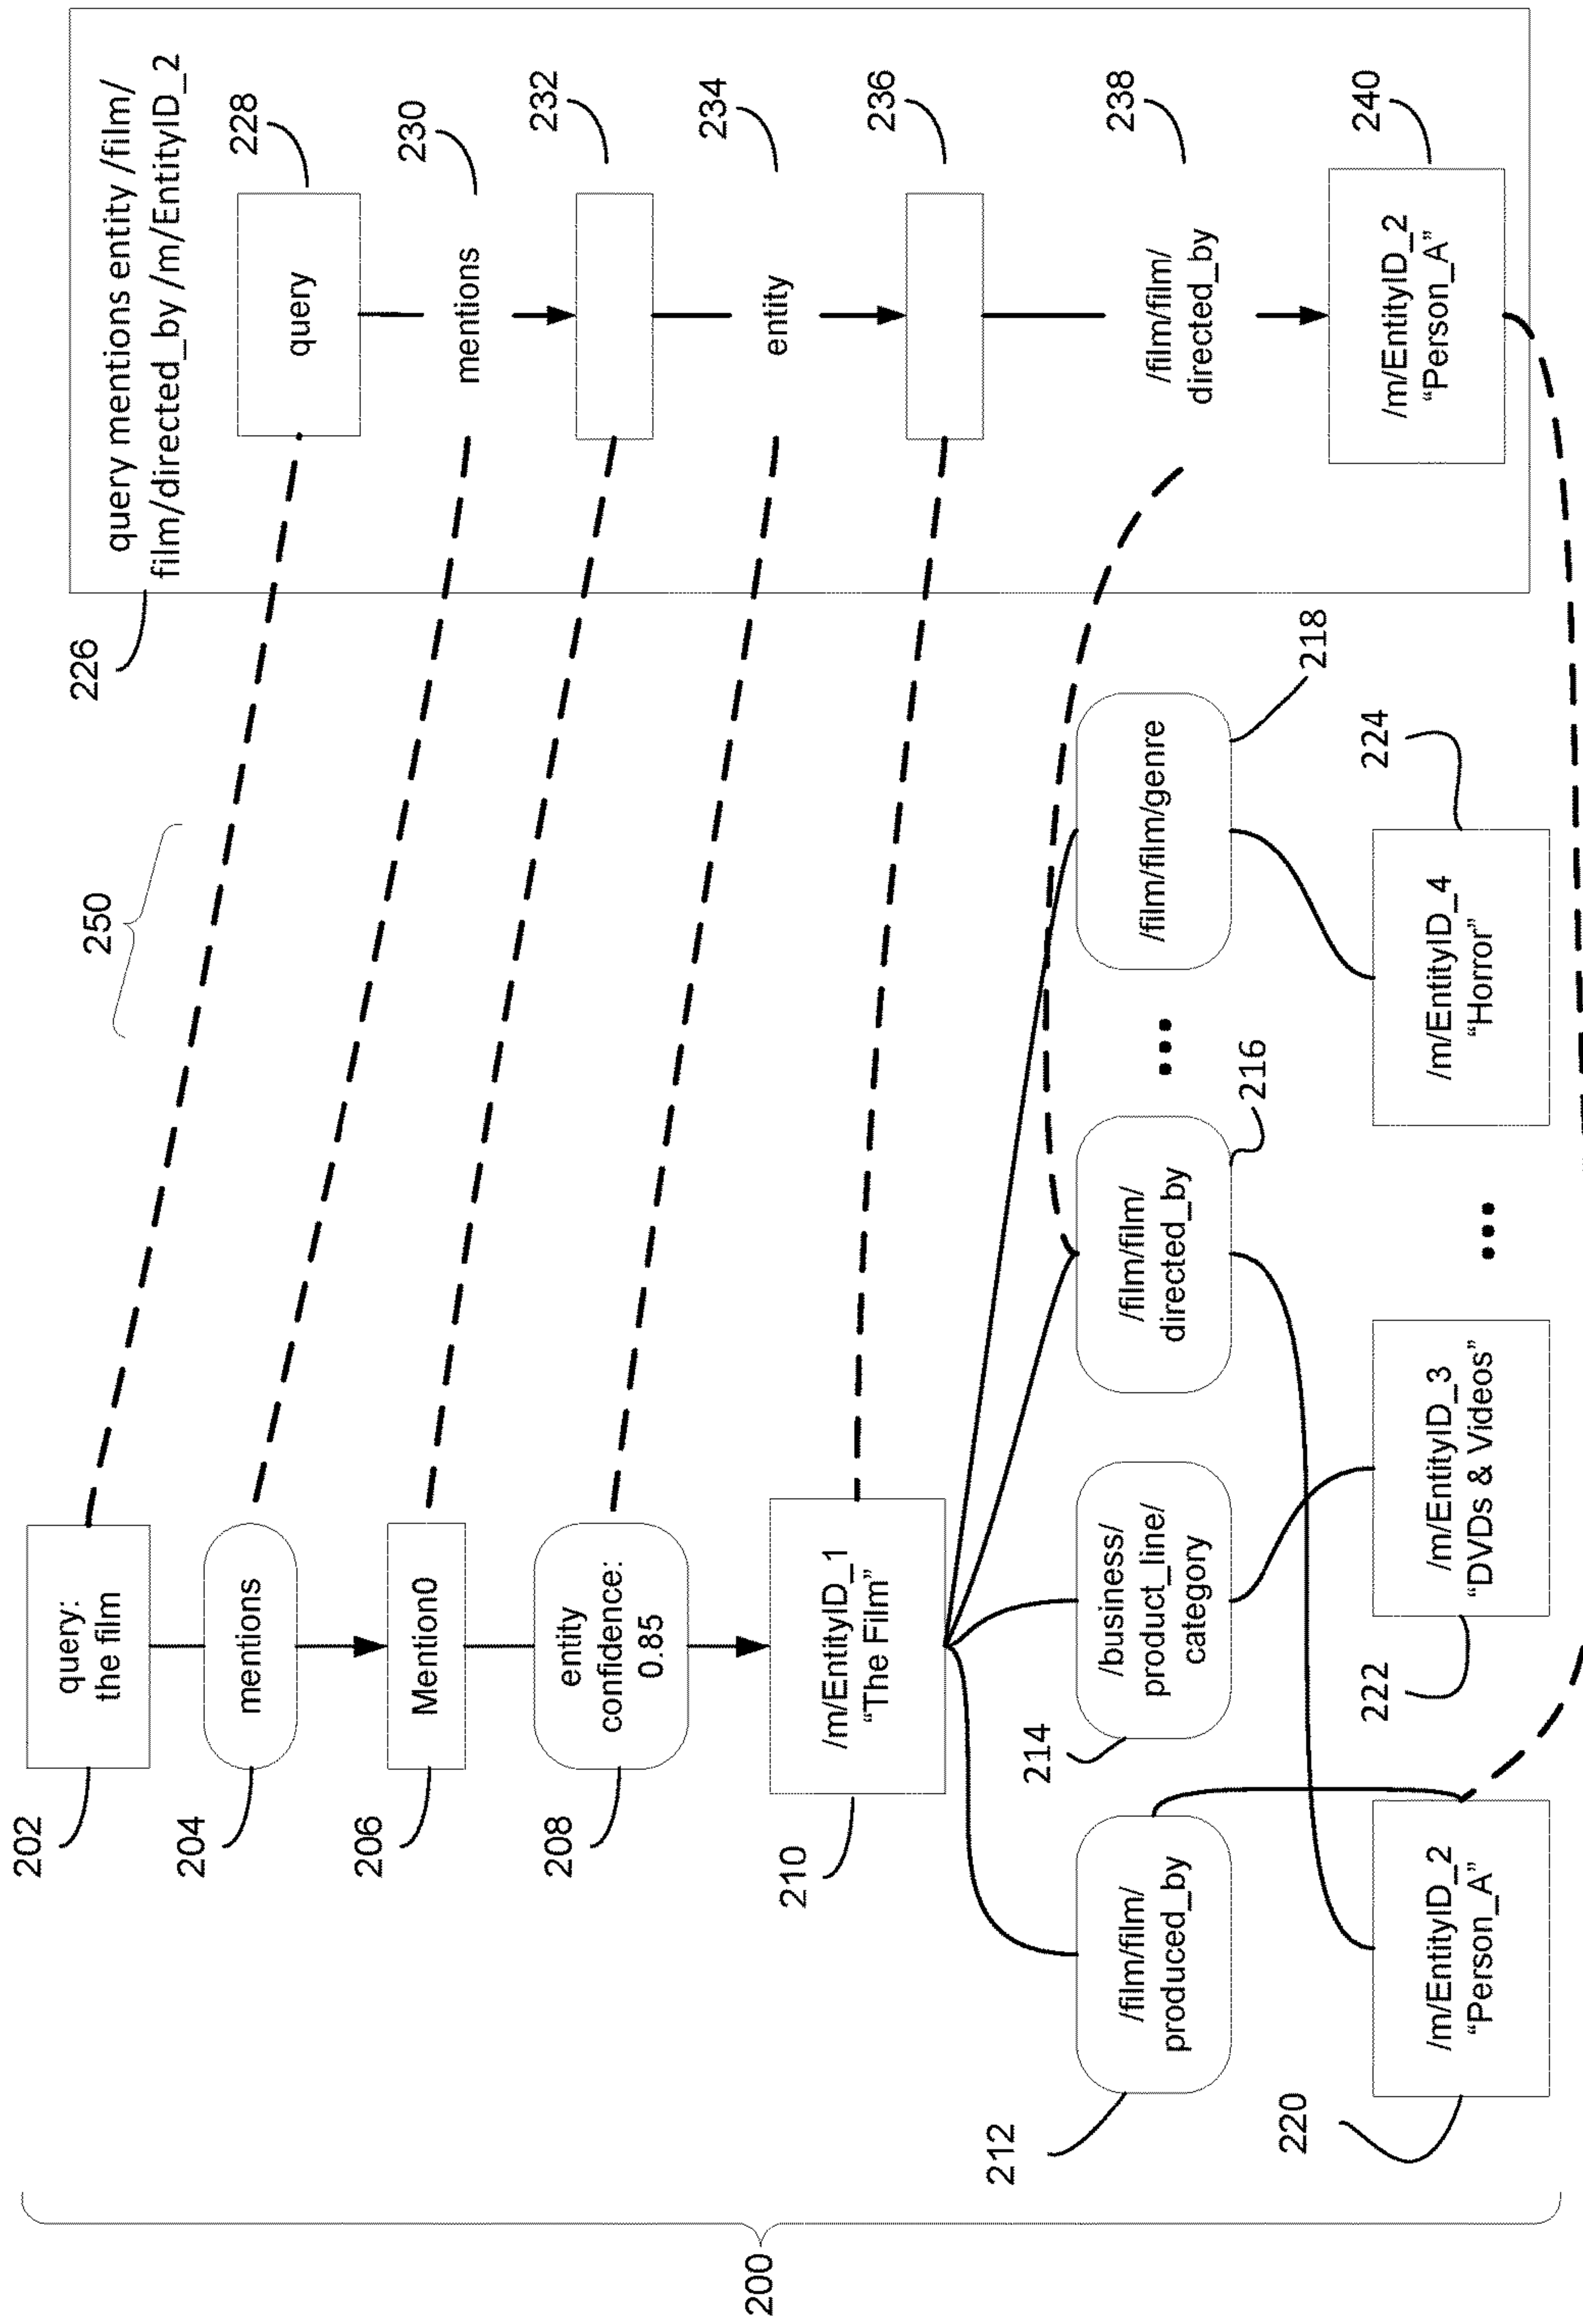 200
202
query:
the film
204
mentions
206
Mention0
208
entity
confidence:
0.85
210
/m/EntityID_1
“The Film”
212
/film/film/
produced_by
214
/business/
product_line/
category
/film/film/
directed_by
216
•••
/film/film/genre
218
220
/m/EntityID_2
“Person_A”
222
/m/EntityID_3
“DVDs & Videos”
•••
/m/EntityID_4
“Horror”
224
250
226
query mentions entity /film/
film/directed_by /m/EntityID_2
query
228
mentions
230
232
entity
234
236
/film/film/
directed_by
238
/m/EntityID_2
“Person_A”
240